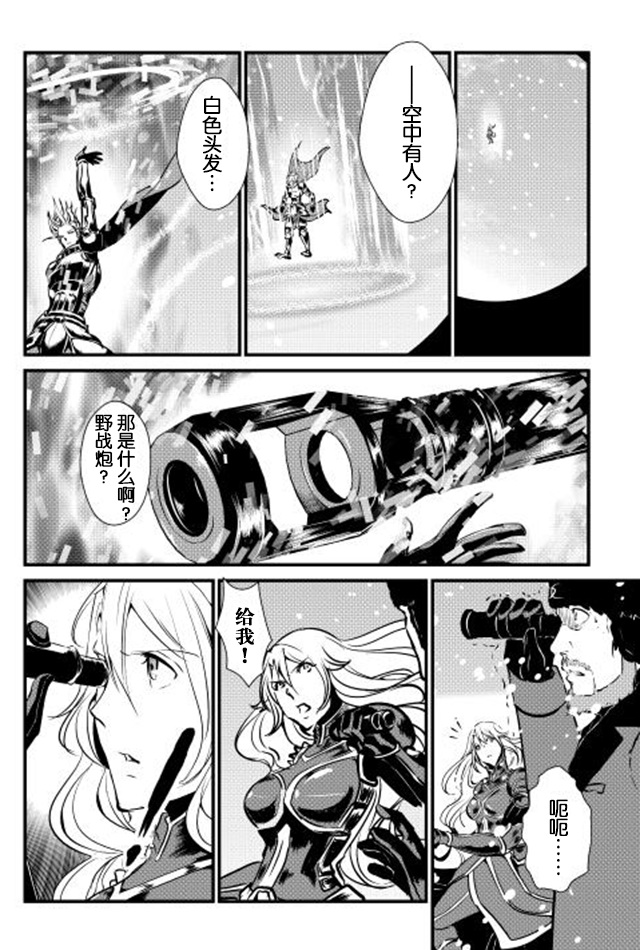 ——空中有人？
白色头发…
那是什么啊？
野战炮？
呃呃……
给我！